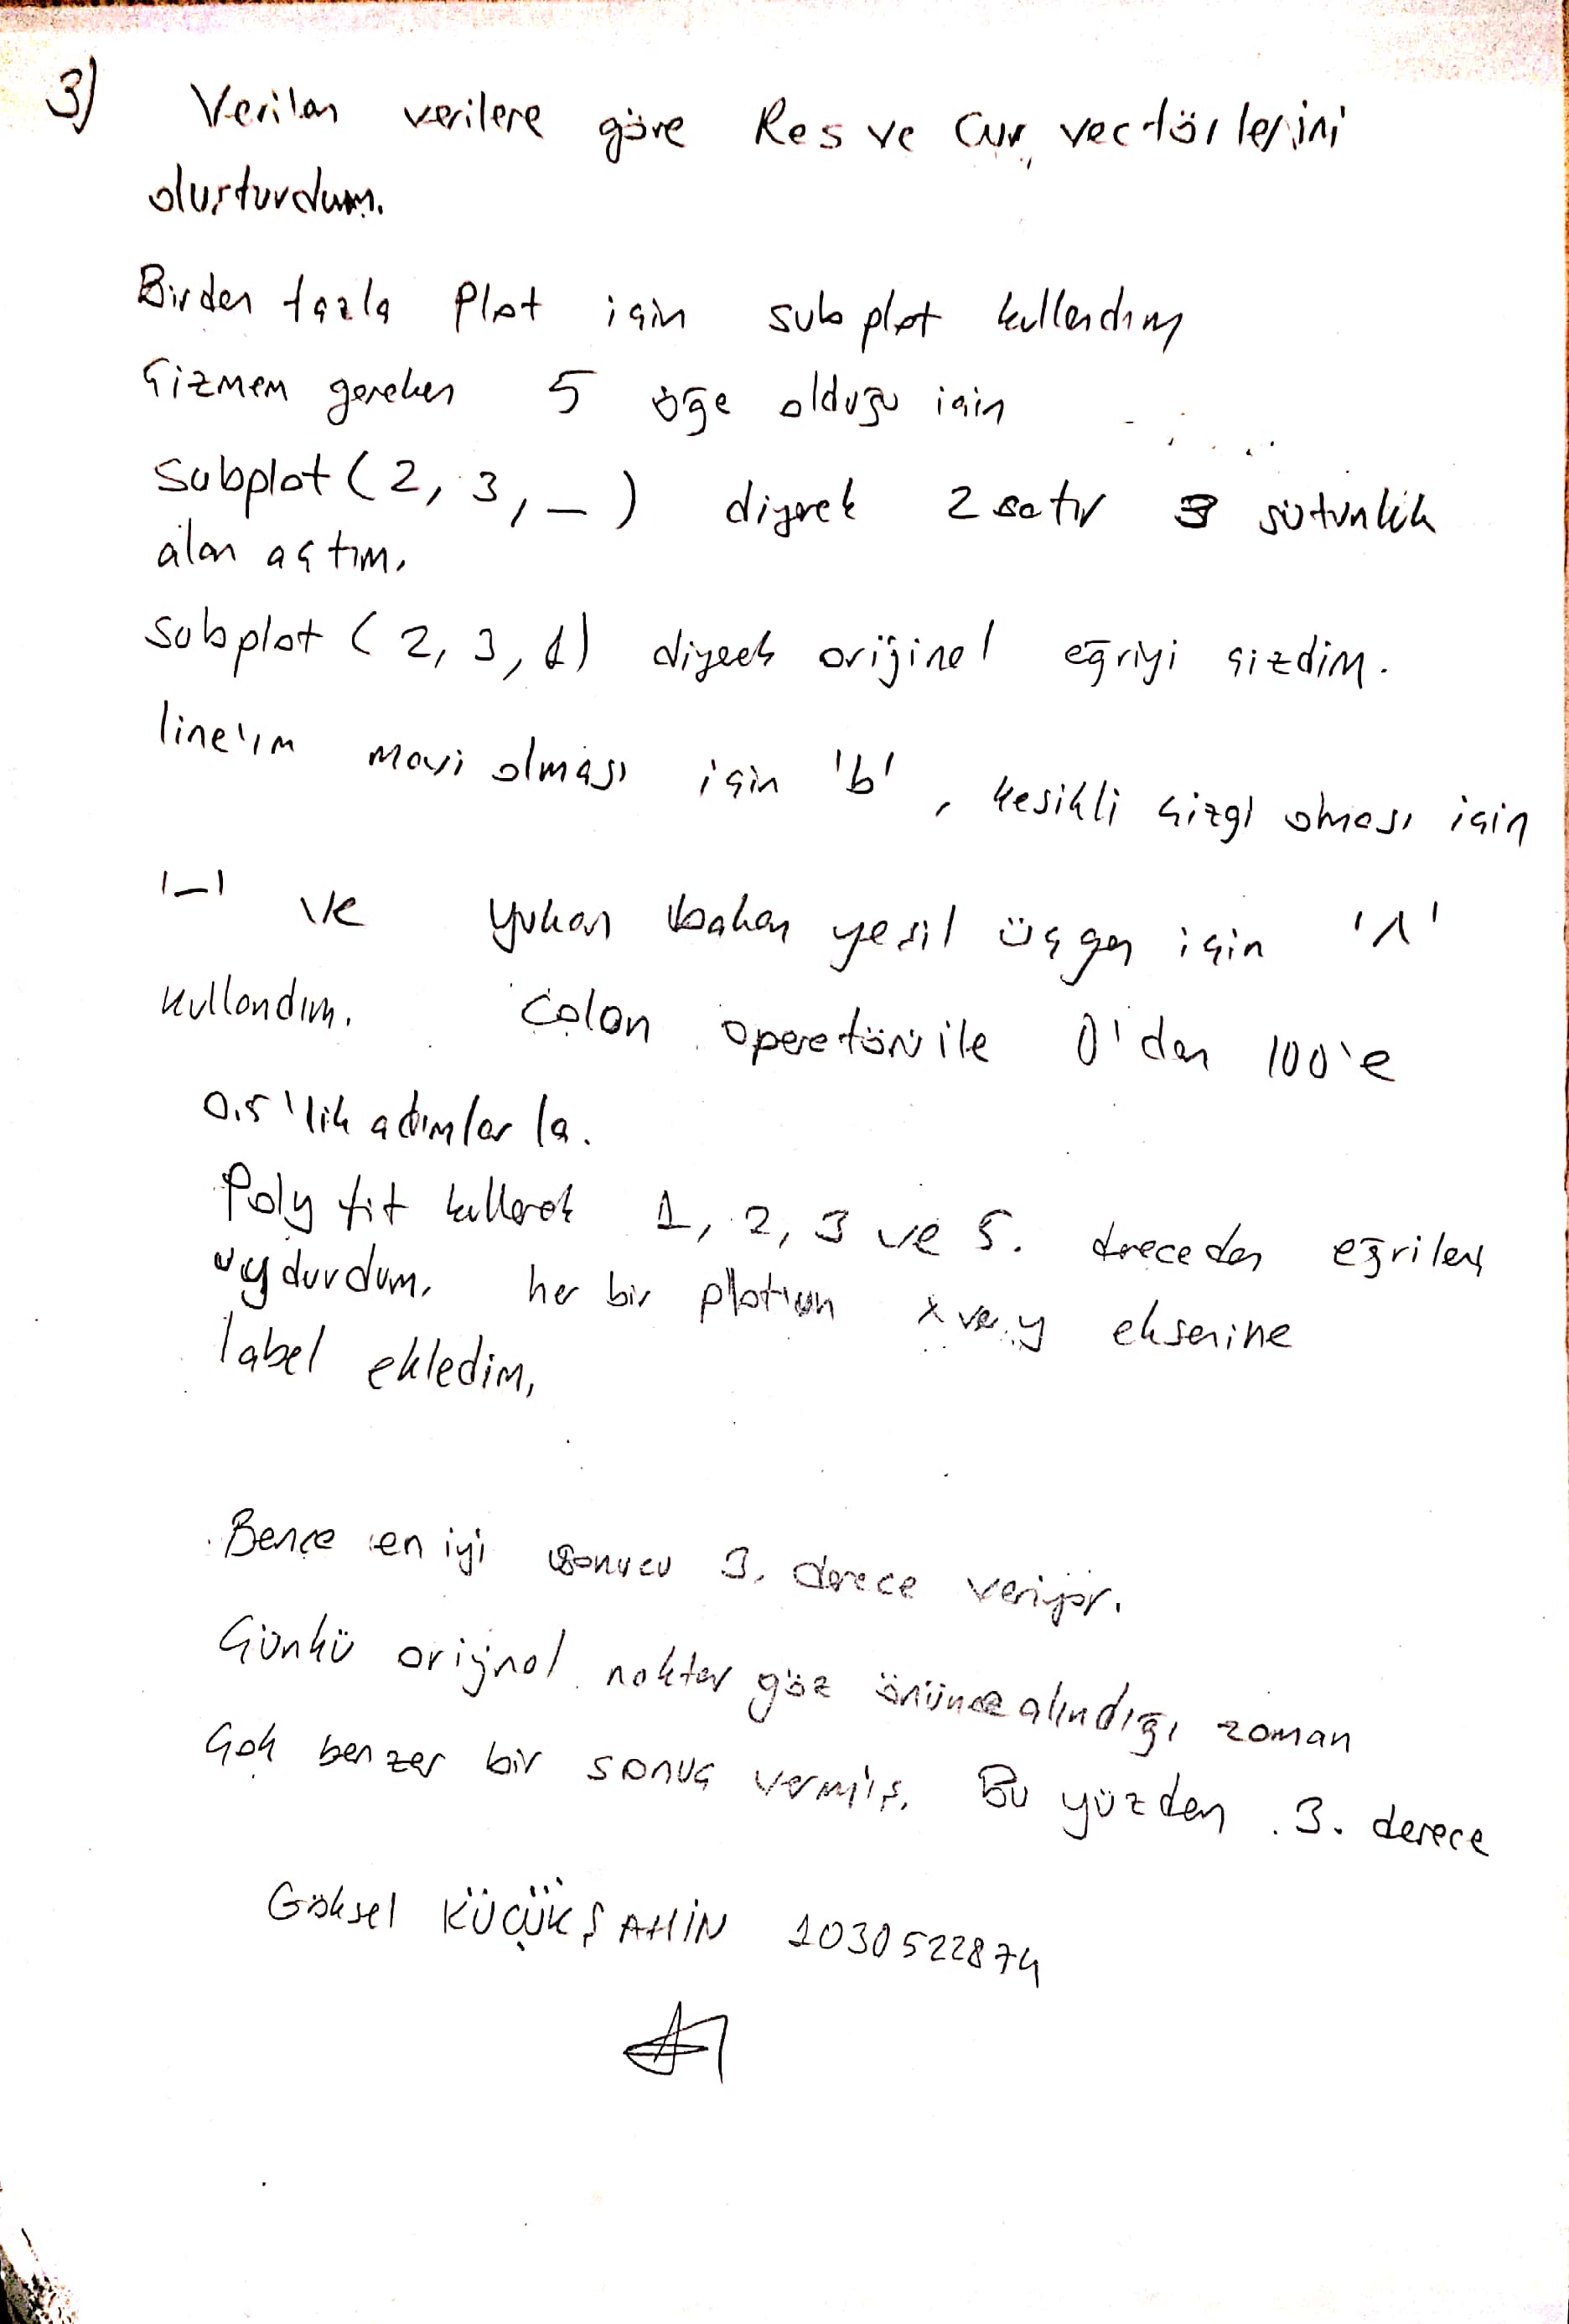 3) Verilen verilere göre Res ve Cur vectörlerini
oluşturdum.
Birden fazla Plot için subplot kullandım
Çizmem gereken 5 öğe olduğu için
Subplot (2, 3, _) diyerek 2 satır 3 sütunluk
alan açtım.
Subplot (2, 3, 1) diyerek orijinal eğriyi çizdim.
line'ım mavi olması için 'b', kesikli çizgi olması için
'-' ve yukarı bakan yeşil üçgen için '^'
kullandım. Colon operetörü ile 0'dan 100'e
0.5'lik adımlarla.
Polyfit kullarak 1, 2, 3 ve 5. dereceden eğriler
uydurdum. her bir plotun x ve y eksenine
label ekledim.
Bence en iyi sonucu 3. derece veriyor.
Çünkü orijnal noktar göz önüne alındığı zaman
Çok benzer bir sonuç vermiş. Bu yüzden 3. derece
Göksel KÜÇÜKŞAHİN 1030522874